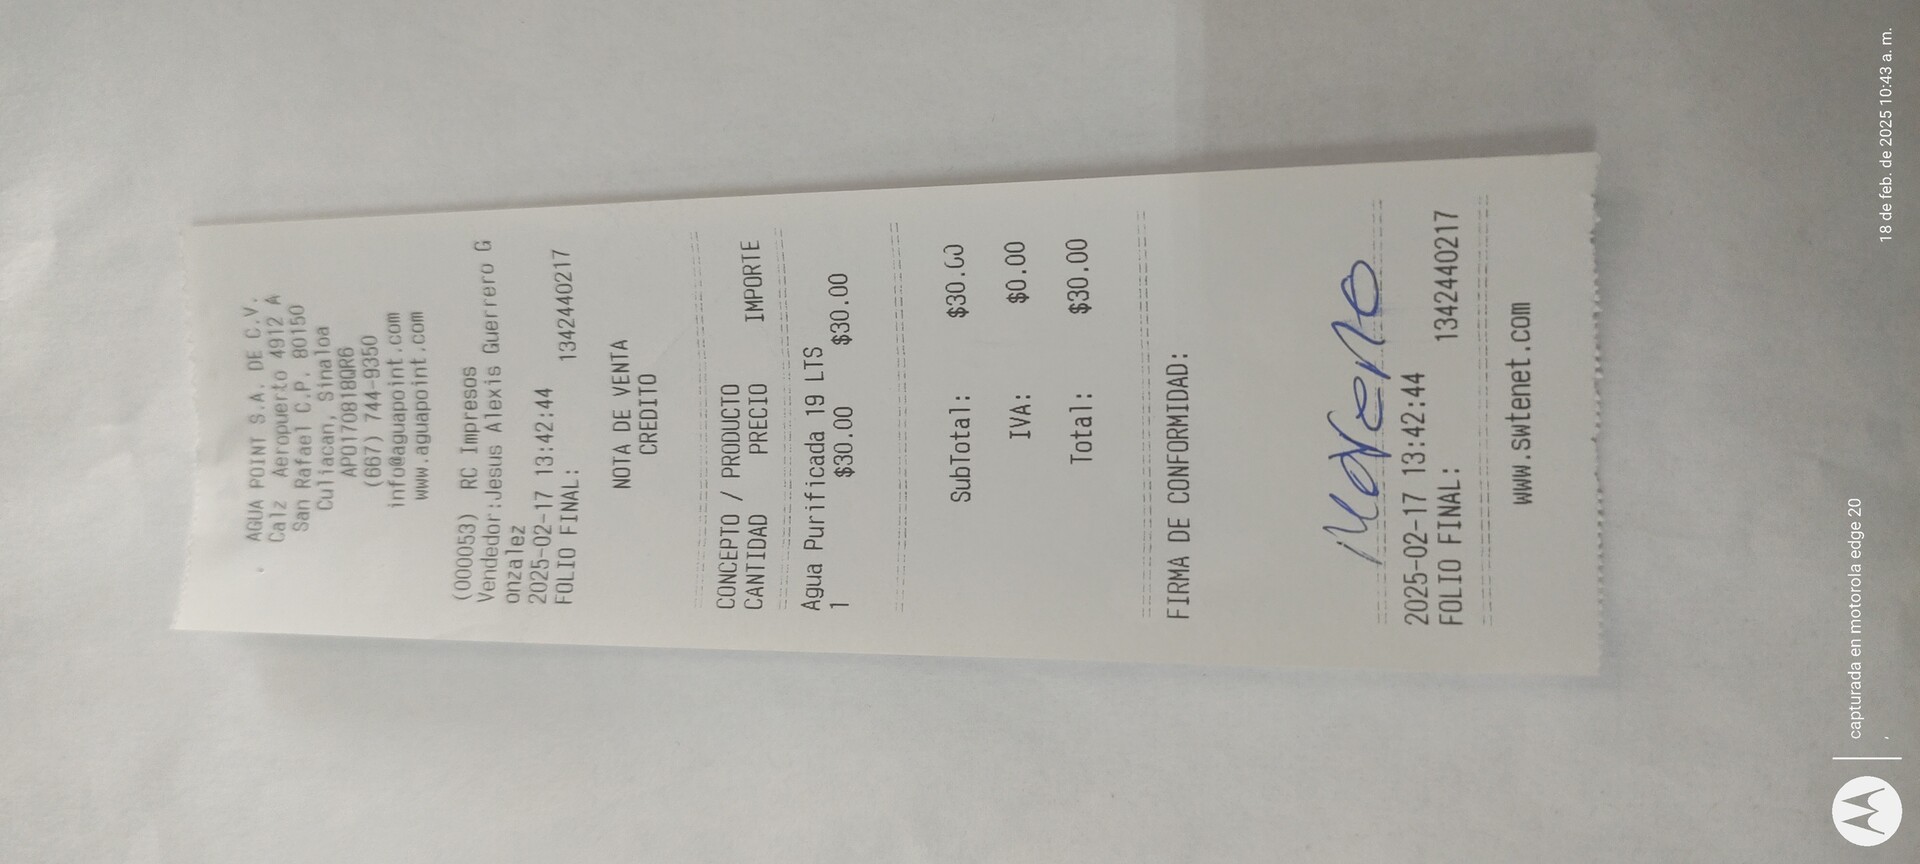 AGUA POINT S.A. DE C.V.
Calz Aeropuerto 4912 A
San Rafael C.P. 80150
Culiacan, Sinaloa
APO170818QR6
(667) 744-9350
info@aguapoint.com
www.aguapoint.com
(000053) RC Impresos
Vendedor:Jesus Alexis Guerrero G
onzalez
2025-02-17 13:42:44
FOLIO FINAL: 1342440217
NOTA DE VENTA
CREDITO
CONCEPTO / PRODUCTO
CANTIDAD PRECIO IMPORTE
Agua Purificada 19 LTS
1 $30.00 $30.00
SubTotal: $30.00
IVA: $0.00
Total: $30.00
FIRMA DE CONFORMIDAD:
Moreno
2025-02-17 13:42:44
FOLIO FINAL: 1342440217
www.swtenet.com
capturada en motorola edge 20
18 de feb. de 2025 10:43 a. m.